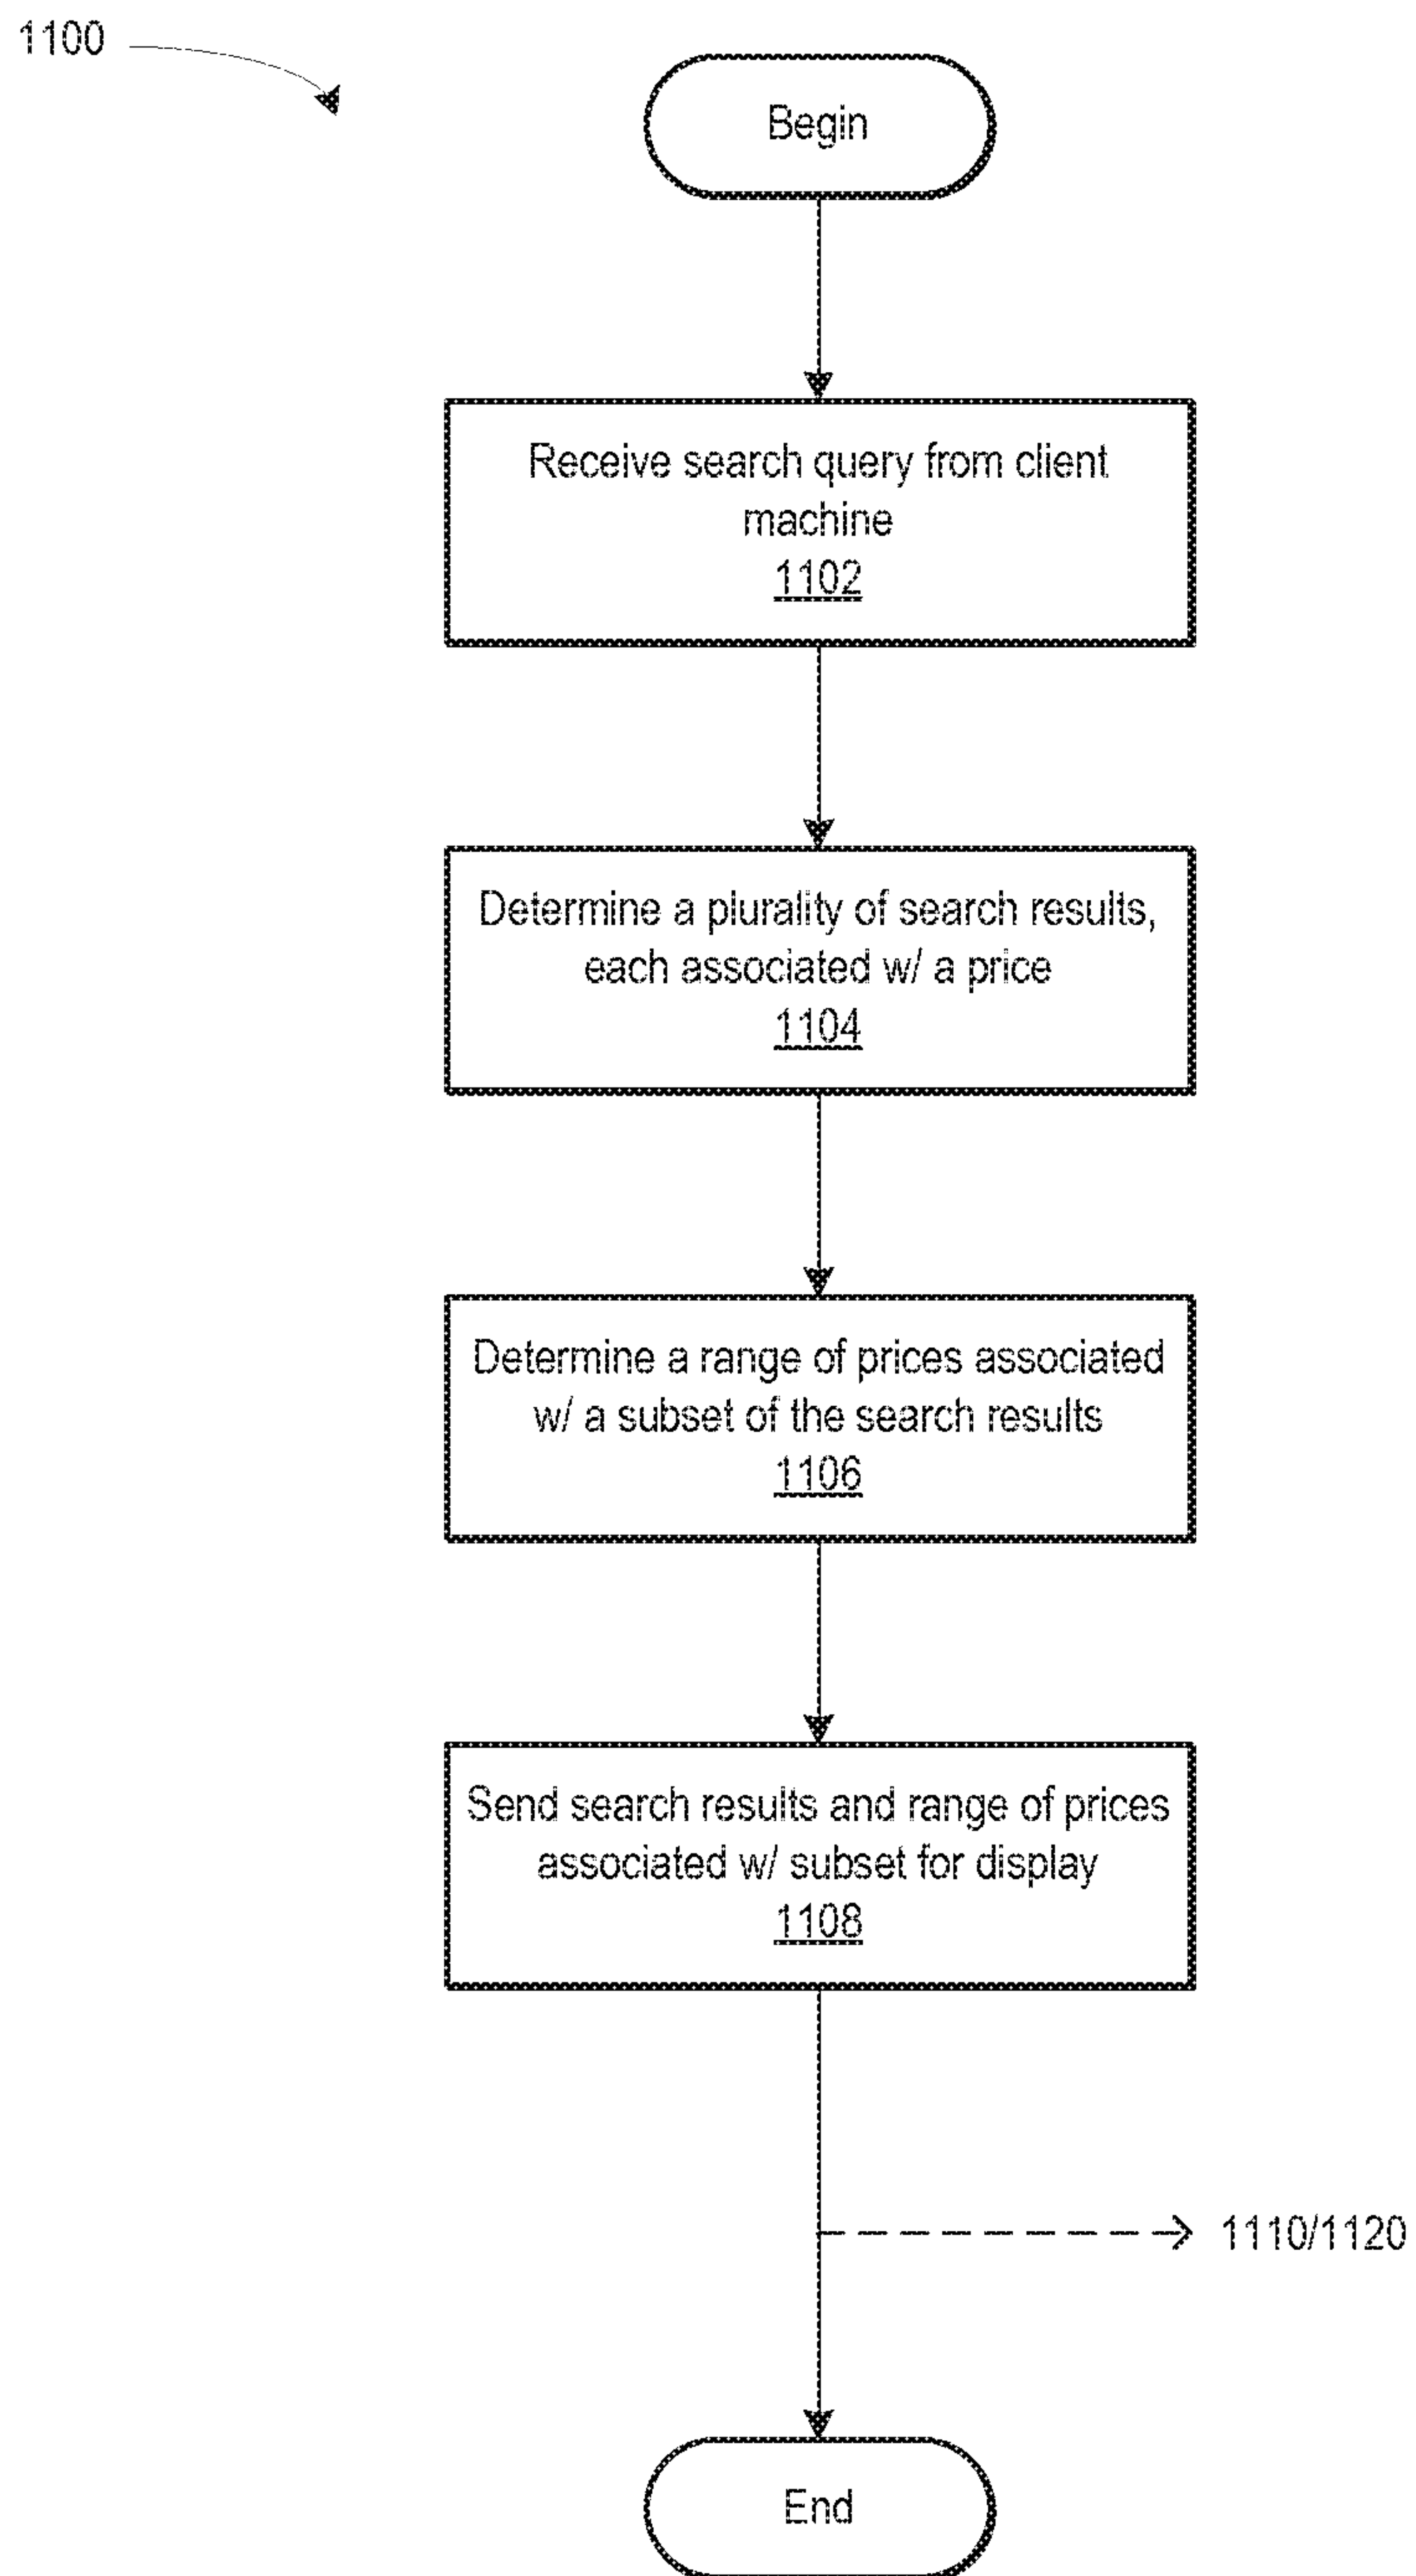 1100
Begin
Receive search query from client
machine
1102
Determine a plurality of search results,
each associated w/ a price
1104
Determine a range of prices associated
w/ a subset of the search results
1106
Send search results and range of prices
associated w/ subset for display
1108
1110/1120
End